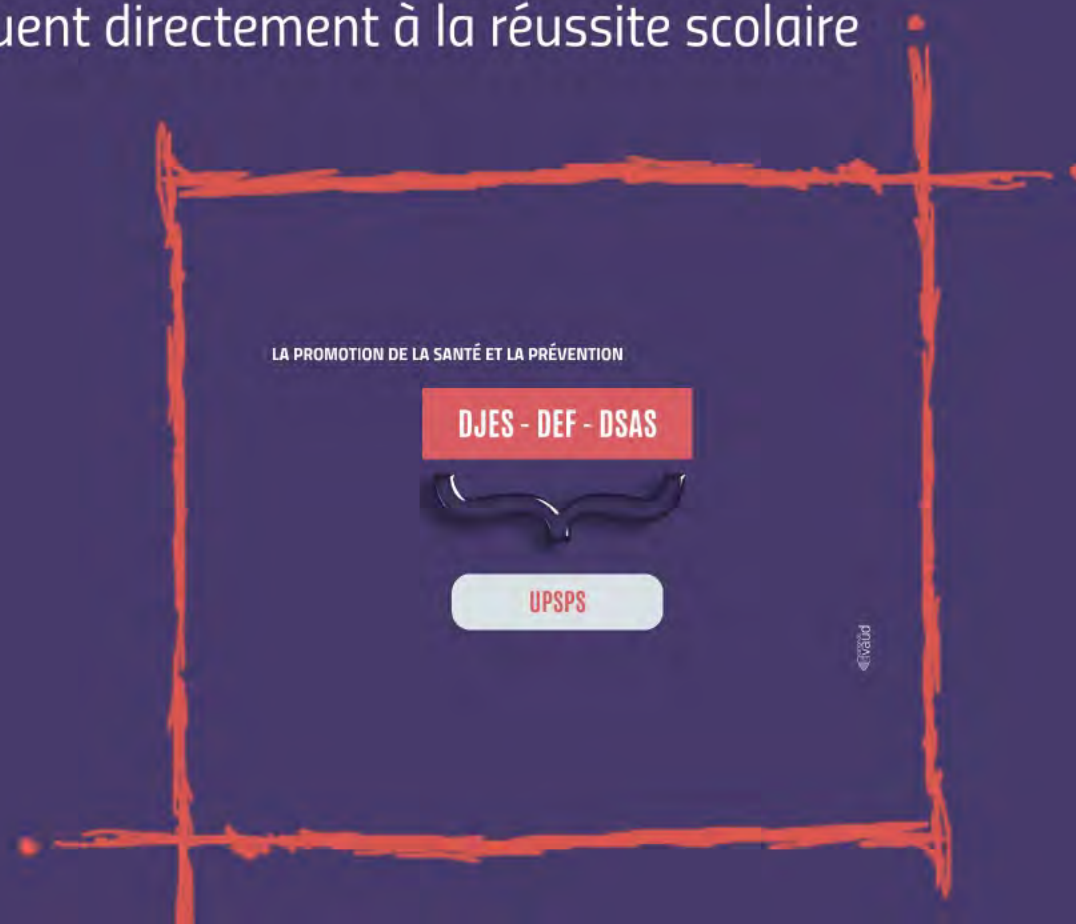 uent directement à la réussite scolaire
LA PROMOTION DE LA SANTÉ ET LA PRÉVENTION
DJES - DEF - DSAS
UPSPS
vaud